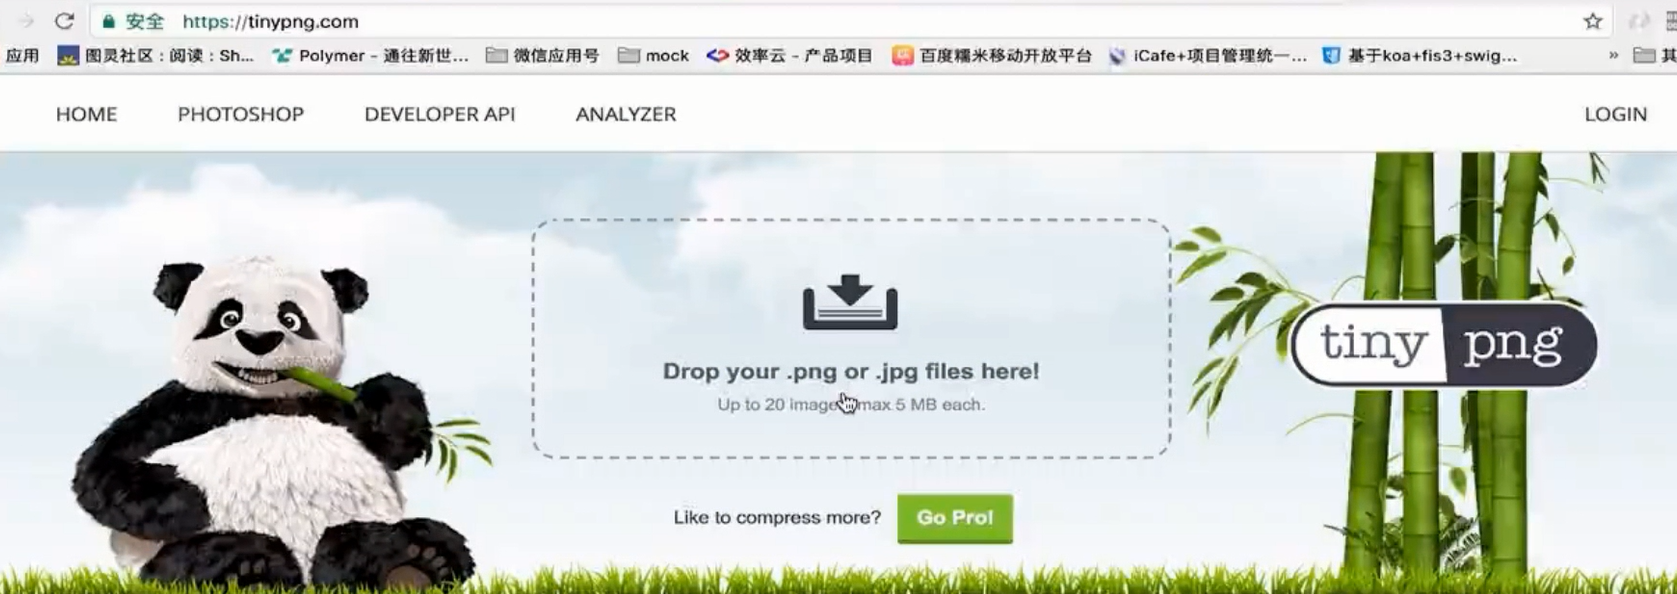 安全 https://tinypng.com
应用 图灵社区：阅读：Sh... Polymer - 通往新世... 微信应用号 mock 效率云 - 产品项目 百度糯米移动开放平台 iCafe+项目管理统一... 基于koa+fis3+swig... » 其
HOME PHOTOSHOP DEVELOPER API ANALYZER LOGIN
Drop your .png or .jpg files here!
Up to 20 image max 5 MB each.
tiny png
Like to compress more? Go Pro!